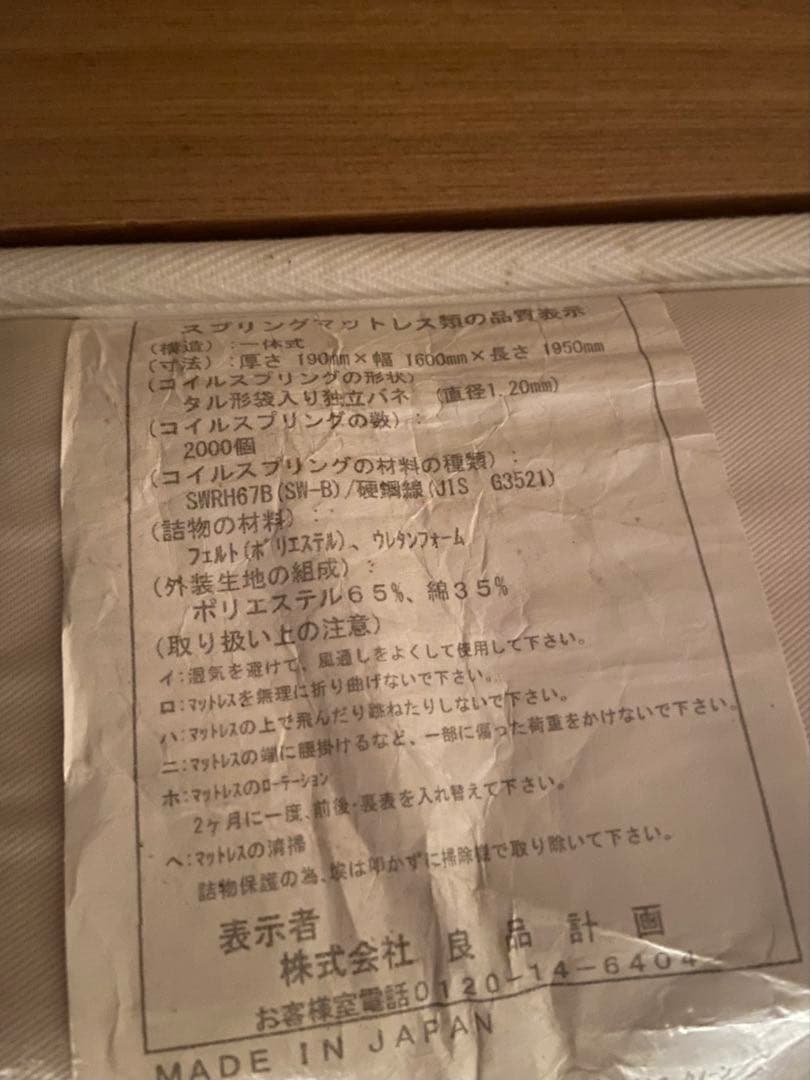 スプリングマットレス類の品質表示
(構造):一体式
(寸法):厚さ 190mm×幅 1600mm×長さ 1950mm
(コイルスプリングの形状)
タル形袋入り独立バネ (直径1.20mm)
(コイルスプリングの数):
2000個
(コイルスプリングの材料の種類):
SWRH67B(SW-B)/硬鋼線(JIS G3521)
(詰物の材料):
フェルト(ポリエステル)、ウレタンフォーム
(外装生地の組成):
ポリエステル65%、綿35%
(取り扱い上の注意)
イ:湿気を避けて、風通しをよくして使用して下さい。
ロ:マットレスを無理に折り曲げないで下さい。
ハ:マットレスの上で飛んだり跳ねたりしないで下さい。
ニ:マットレスの端に腰掛けるなど、一部に偏った荷重をかけないで下さい。
ホ:マットレスのローテーション
2ヶ月に一度、前後・裏表を入れ替えて下さい。
ヘ:マットレスの清掃
詰物保護の為、埃は叩かずに掃除機で取り除いて下さい。
表示者
株式会社 良品計画
お客様室電話0120-14-6404
MADE IN JAPAN